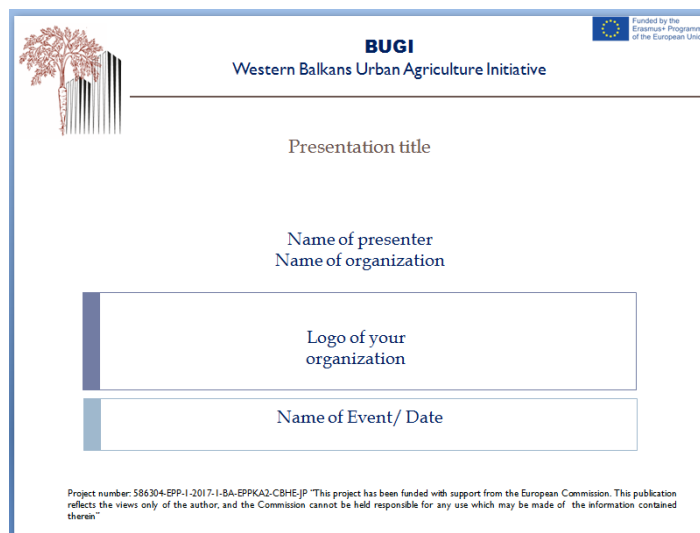 Funded by the
Erasmus+ Programm
of the European Unio
BUGI
Western Balkans Urban Agriculture Initiative
Presentation title
Name of presenter
Name of organization
Logo of your
organization
Name of Event/ Date
Project number: 586304-EPP-1-2017-1-BA-EPPKA2-CBHE-JP "This project has been funded with support from the European Commission. This publication
reflects the views only of the author, and the Commission cannot be held responsible for any use which may be made of the information contained
therein"